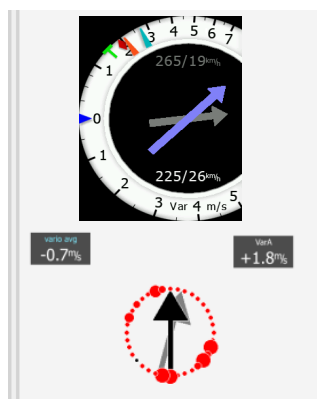 3 4 5 6 7
2
265/19km/h
1
0
1
225/26km/h
2
3 Var 4 m/s 5
vario avg
-0.7m/s
VarA
+1.8m/s